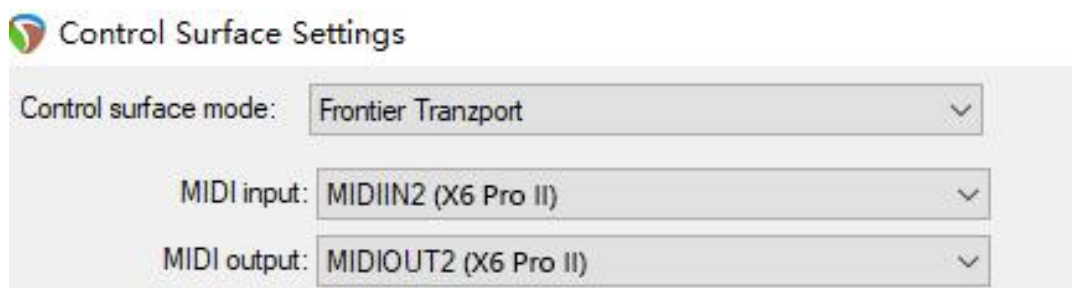 Control Surface Settings
Control surface mode: Frontier Tranzport
MIDI input: MIDIIN2 (X6 Pro II)
MIDI output: MIDIOUT2 (X6 Pro II)